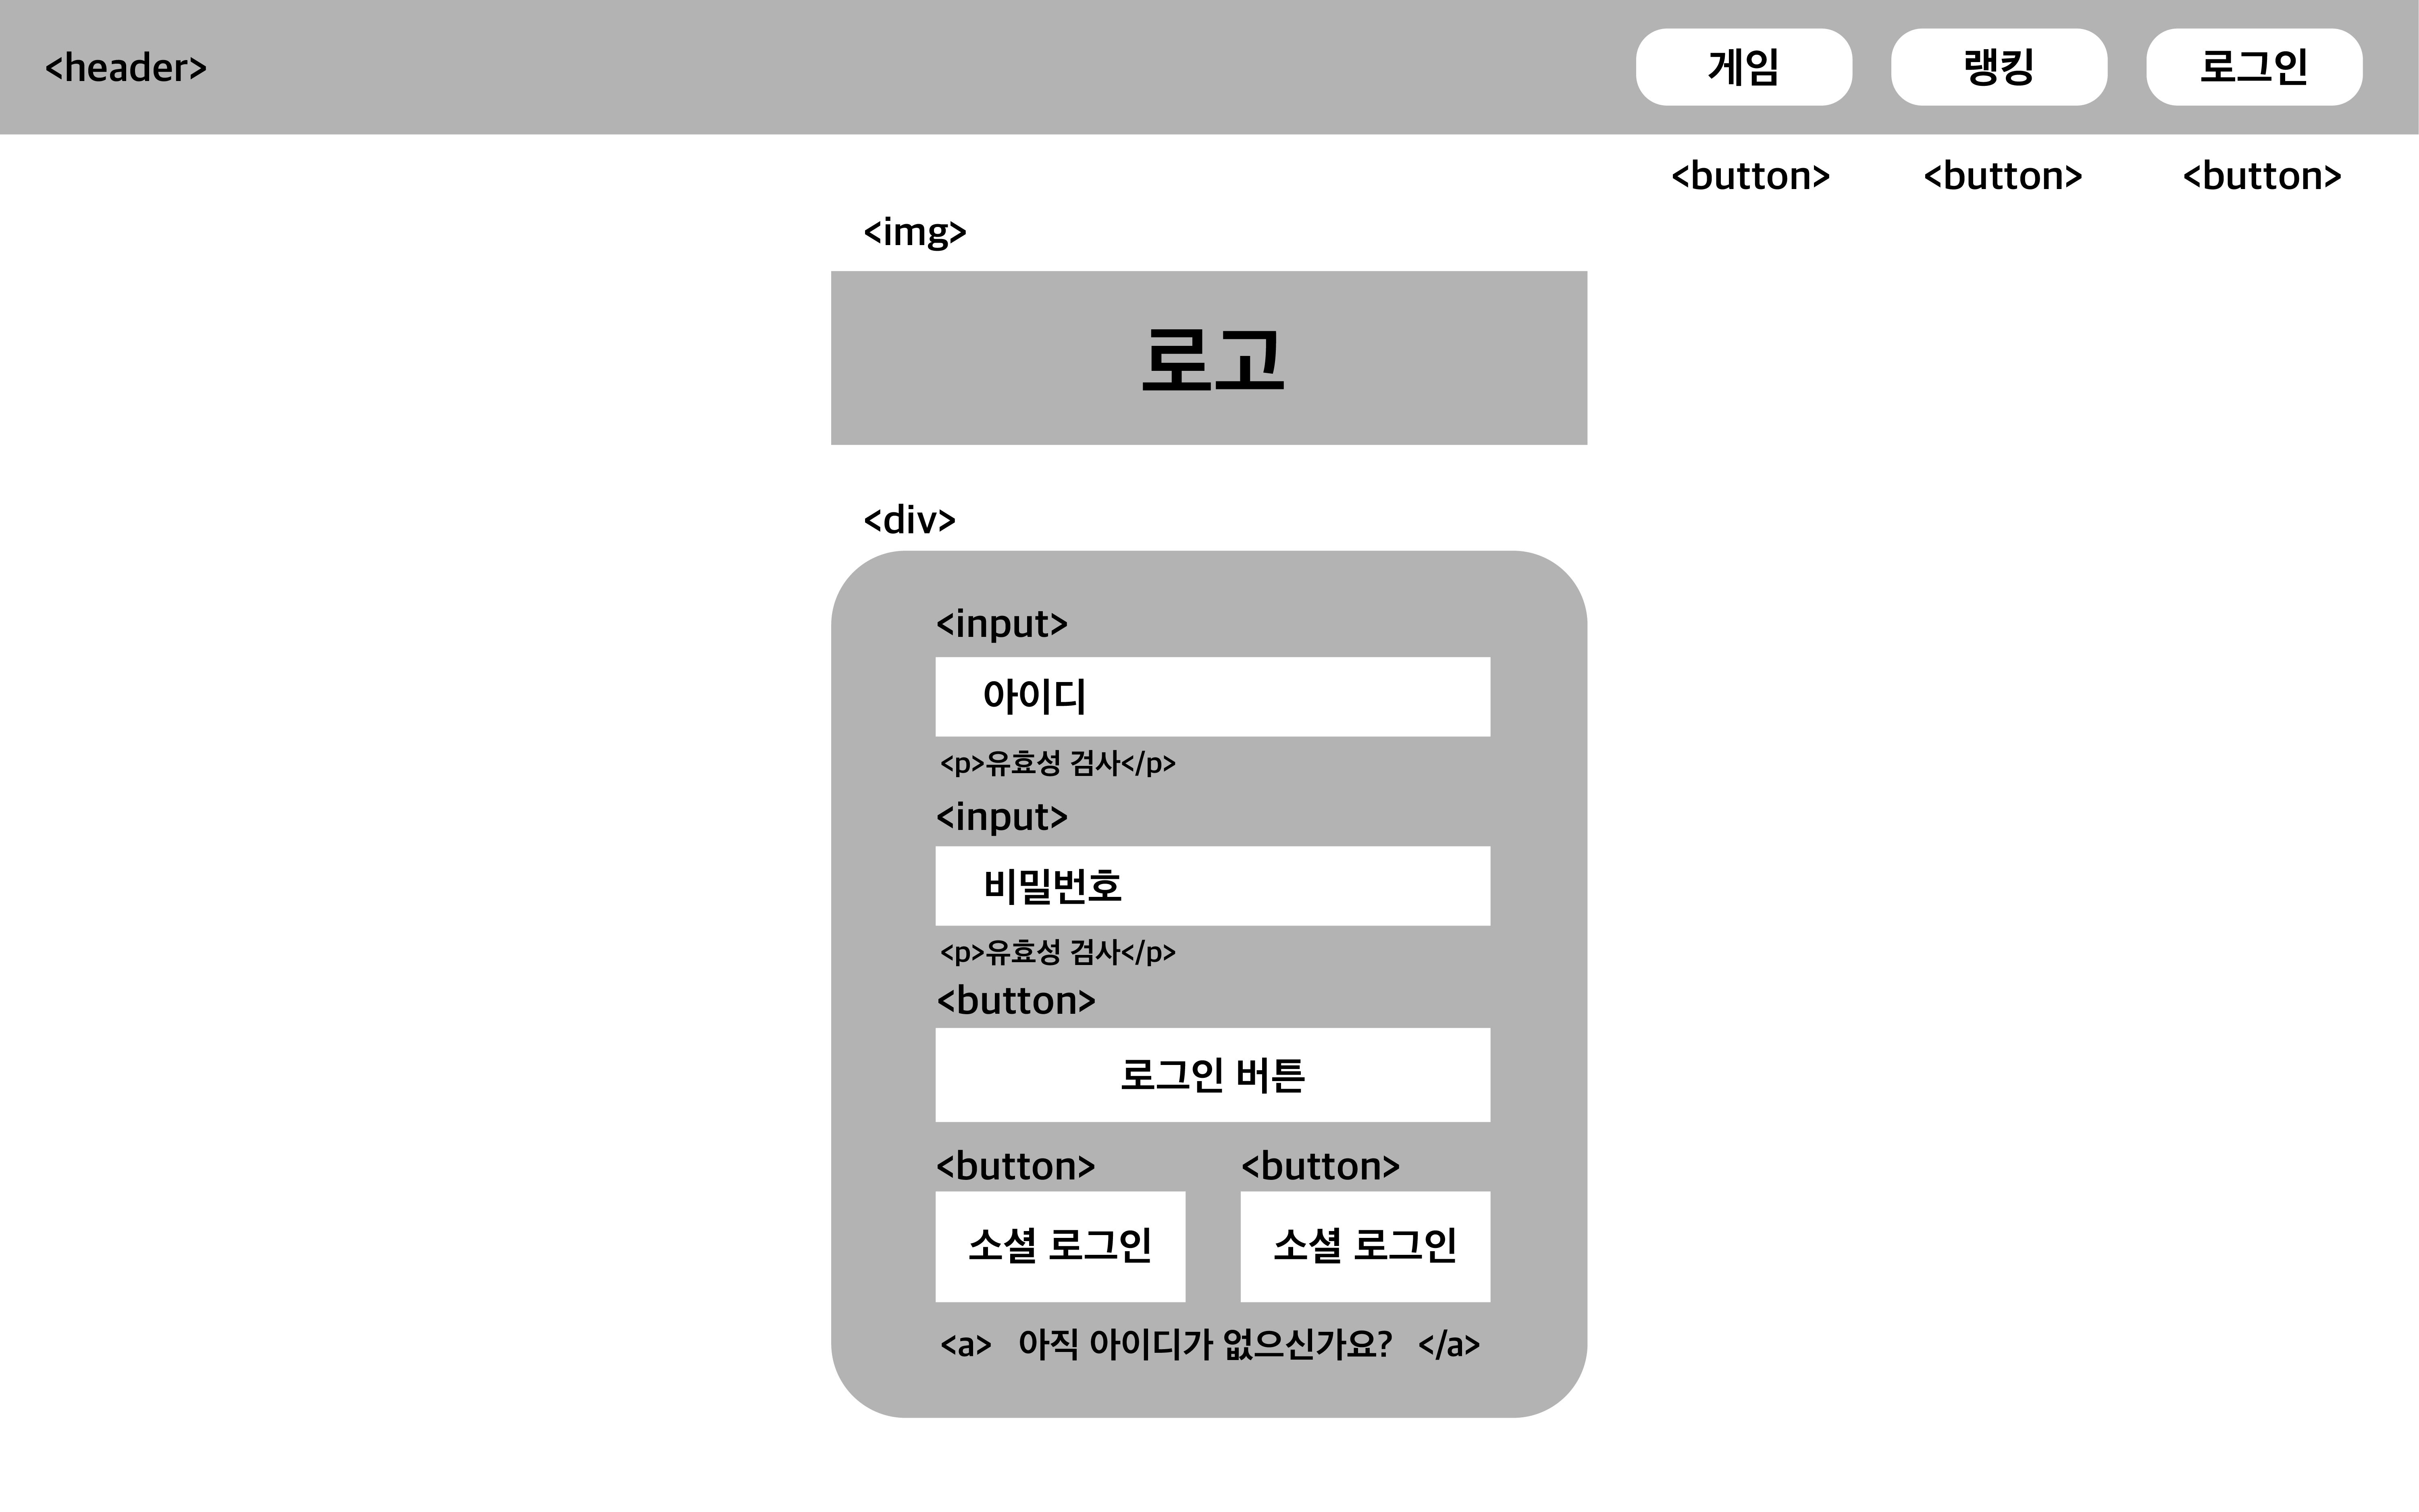 <header> 게임 랭킹 로그인
<button> <button> <button>
<img>
로고
<div>
<input>
아이디
<p>유효성 검사</p>
<input>
비밀번호
<p>유효성 검사</p>
<button>
로그인 버튼
<button> <button>
소셜 로그인 소셜 로그인
<a> 아직 아이디가 없으신가요? </a>